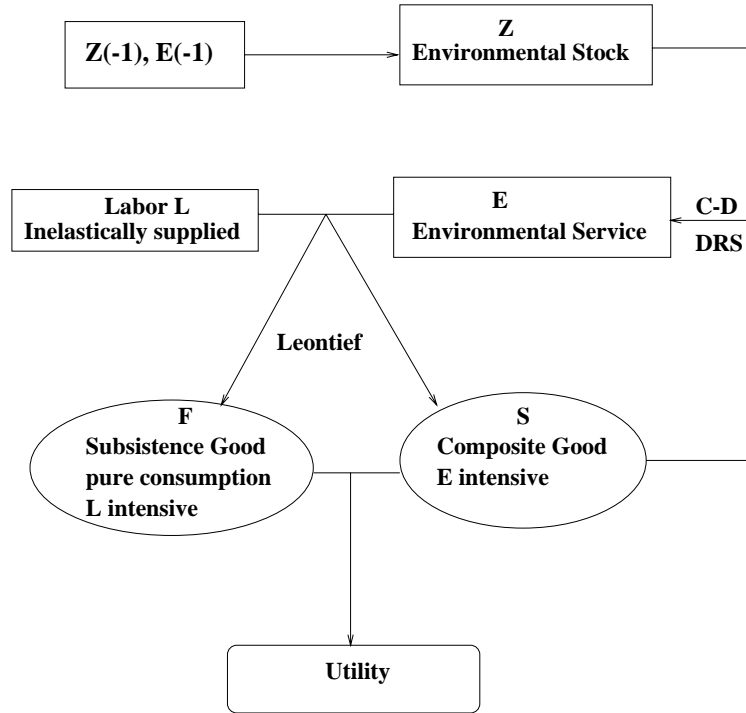 Z(-1), E(-1)
Z
Environmental Stock
Labor L
Inelastically supplied
E
Environmental Service
C-D
DRS
Leontief
F
Subsistence Good
pure consumption
L intensive
S
Composite Good
E intensive
Utility